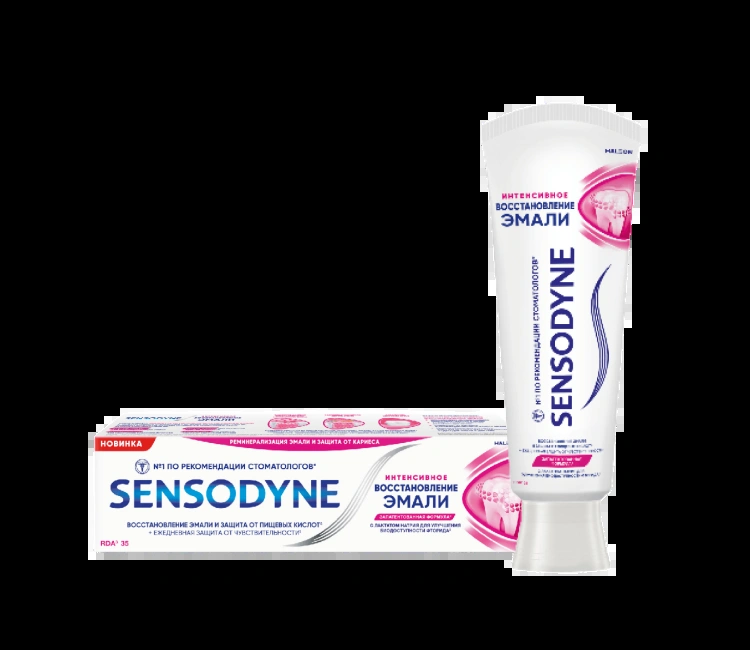 НОВИНКА
РЕМИНЕРАЛИЗАЦИЯ ЭМАЛИ И ЗАЩИТА ОТ КАРИЕСА
№1 ПО РЕКОМЕНДАЦИИ СТОМАТОЛОГОВ*
SENSODYNE
ВОССТАНОВЛЕНИЕ ЭМАЛИ И ЗАЩИТА ОТ ПИЩЕВЫХ КИСЛОТ
+ ЕЖЕДНЕВНАЯ ЗАЩИТА ОТ ЧУВСТВИТЕЛЬНОСТИ
RDA 35
ИНТЕНСИВНОЕ
ВОССТАНОВЛЕНИЕ
ЭМАЛИ
ЗАПАТЕНТОВАННАЯ ФОРМУЛА
С ЛАКТАТОМ НАТРИЯ ДЛЯ УЛУЧШЕНИЯ
БИОДОСТУПНОСТИ ФТОРИДА
HALEON
ИНТЕНСИВНОЕ
ВОССТАНОВЛЕНИЕ
ЭМАЛИ
№1 ПО РЕКОМЕНДАЦИИ СТОМАТОЛОГОВ*
SENSODYNE